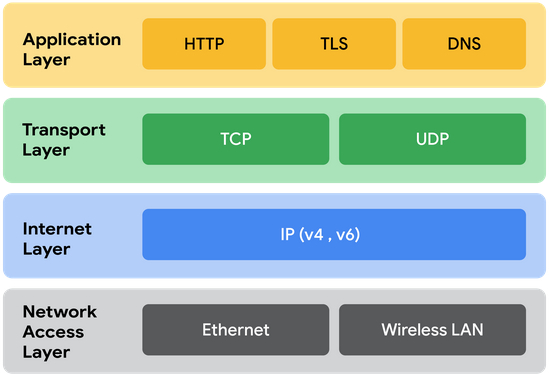 Application
Layer
HTTP
TLS
DNS
Transport
Layer
TCP
UDP
Internet
Layer
IP (v4 , v6)
Network
Access
Layer
Ethernet
Wireless LAN